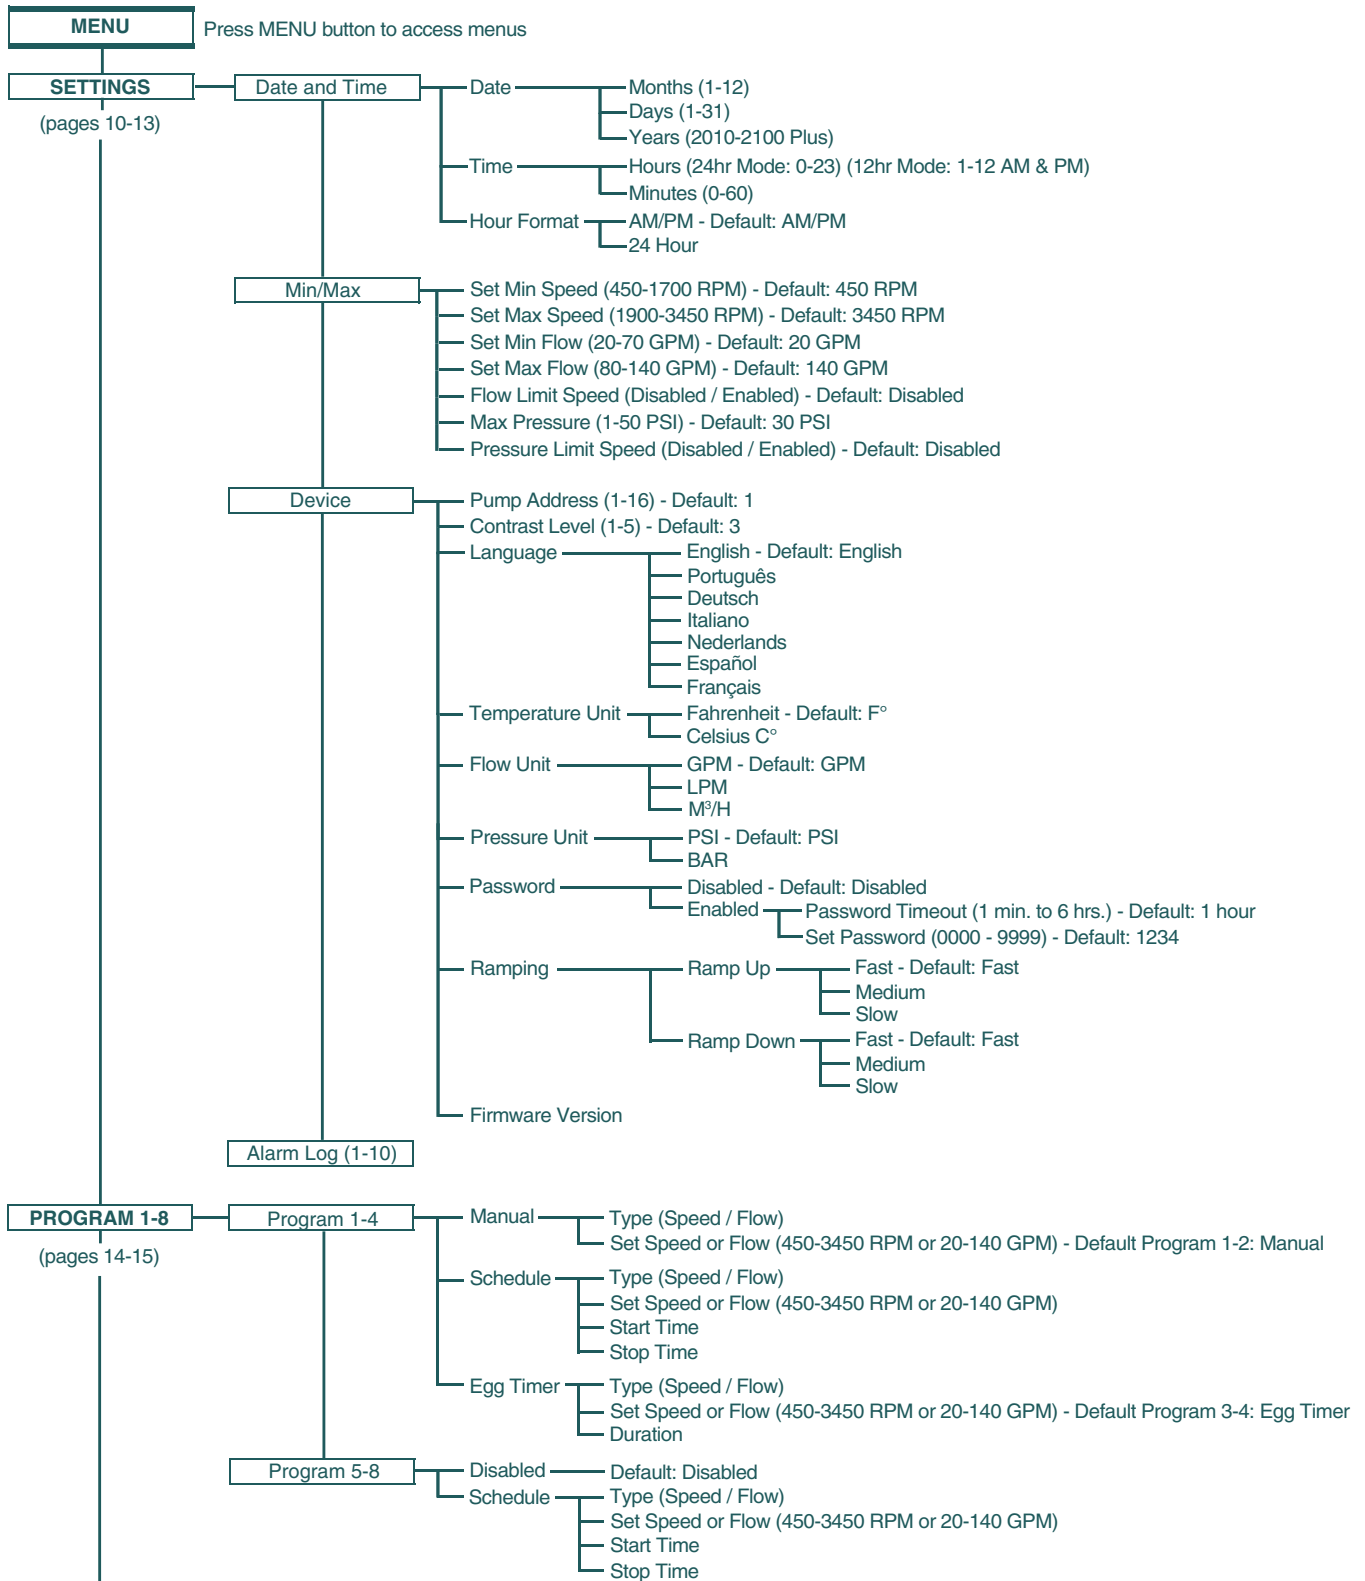 MENU Press MENU button to access menus
SETTINGS Date and Time Date Months (1-12)
(pages 10-13) Days (1-31)
Years (2010-2100 Plus)
Time Hours (24hr Mode: 0-23) (12hr Mode: 1-12 AM & PM)
Minutes (0-60)
Hour Format AM/PM - Default: AM/PM
24 Hour
Min/Max Set Min Speed (450-1700 RPM) - Default: 450 RPM
Set Max Speed (1900-3450 RPM) - Default: 3450 RPM
Set Min Flow (20-70 GPM) - Default: 20 GPM
Set Max Flow (80-140 GPM) - Default: 140 GPM
Flow Limit Speed (Disabled / Enabled) - Default: Disabled
Max Pressure (1-50 PSI) - Default: 30 PSI
Pressure Limit Speed (Disabled / Enabled) - Default: Disabled
Device Pump Address (1-16) - Default: 1
Contrast Level (1-5) - Default: 3
Language English - Default: English
Português
Deutsch
Italiano
Nederlands
Español
Français
Temperature Unit Fahrenheit - Default: F°
Celsius C°
Flow Unit GPM - Default: GPM
LPM
M³/H
Pressure Unit PSI - Default: PSI
BAR
Password Disabled - Default: Disabled
Enabled Password Timeout (1 min. to 6 hrs.) - Default: 1 hour
Set Password (0000 - 9999) - Default: 1234
Ramping Ramp Up Fast - Default: Fast
Medium
Slow
Ramp Down Fast - Default: Fast
Medium
Slow
Firmware Version
Alarm Log (1-10)
PROGRAM 1-8 Program 1-4 Manual Type (Speed / Flow)
(pages 14-15) Set Speed or Flow (450-3450 RPM or 20-140 GPM) - Default Program 1-2: Manual
Schedule Type (Speed / Flow)
Set Speed or Flow (450-3450 RPM or 20-140 GPM)
Start Time
Stop Time
Egg Timer Type (Speed / Flow)
Set Speed or Flow (450-3450 RPM or 20-140 GPM) - Default Program 3-4: Egg Timer
Duration
Program 5-8 Disabled Default: Disabled
Schedule Type (Speed / Flow)
Set Speed or Flow (450-3450 RPM or 20-140 GPM)
Start Time
Stop Time